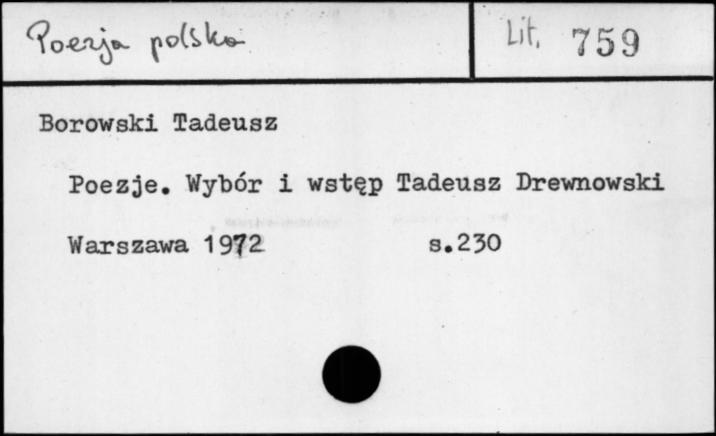 Poezja polska
Lit. 759
Borowski Tadeusz
Poezje. Wybór i wstęp Tadeusz Drewnowski
Warszawa 1972 s.230